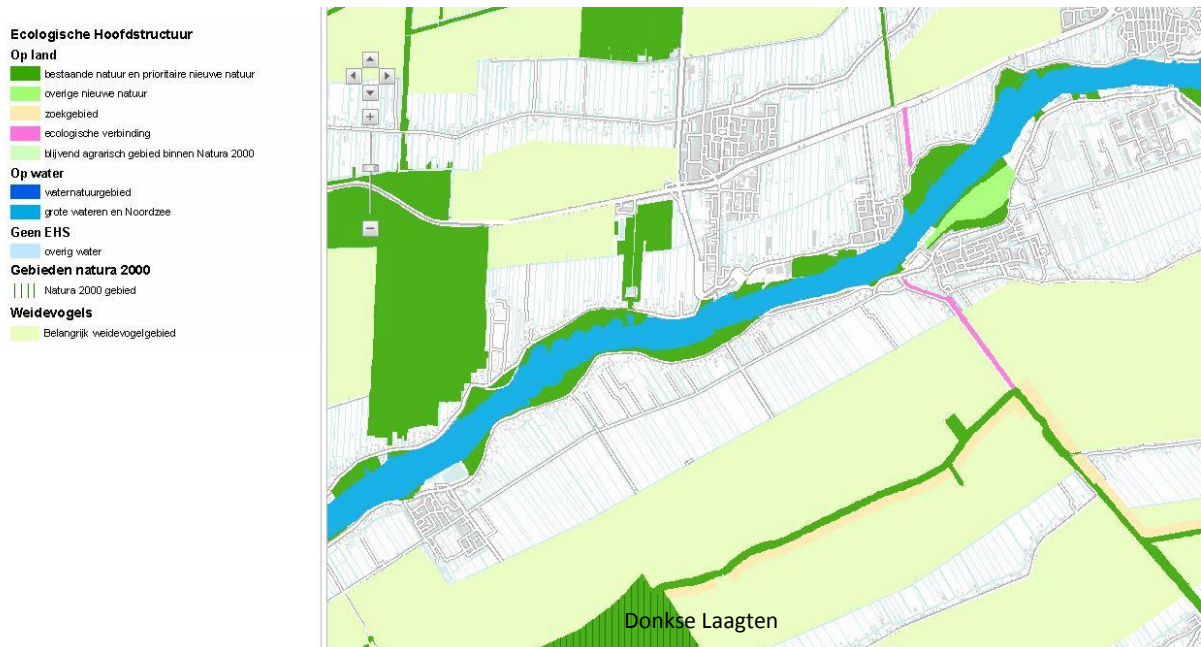 Ecologische Hoofdstructuur
Op land
bestaande natuur en prioritaire nieuwe natuur
overige nieuwe natuur
zoekgebied
ecologische verbinding
blijvend agrarisch gebied binnen Natura 2000
Op water
waternatuurgebied
grote wateren en Noordzee
Geen EHS
overig water
Gebieden natura 2000
Natura 2000 gebied
Weidevogels
Belangrijk weidevogelgebied
Donkse Laagten